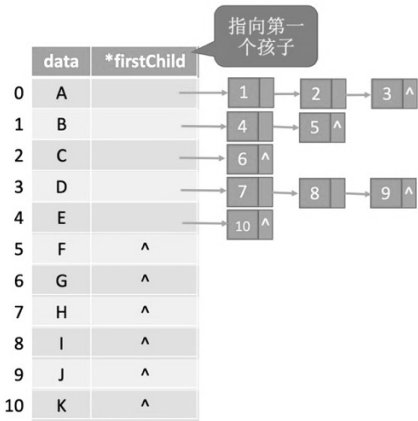 指向第一
个孩子
data *firstChild
0 A 1 2 3 ^
1 B 4 5 ^
2 C 6 ^
3 D 7 8 9 ^
4 E 10 ^
5 F ^
6 G ^
7 H ^
8 I ^
9 J ^
10 K ^